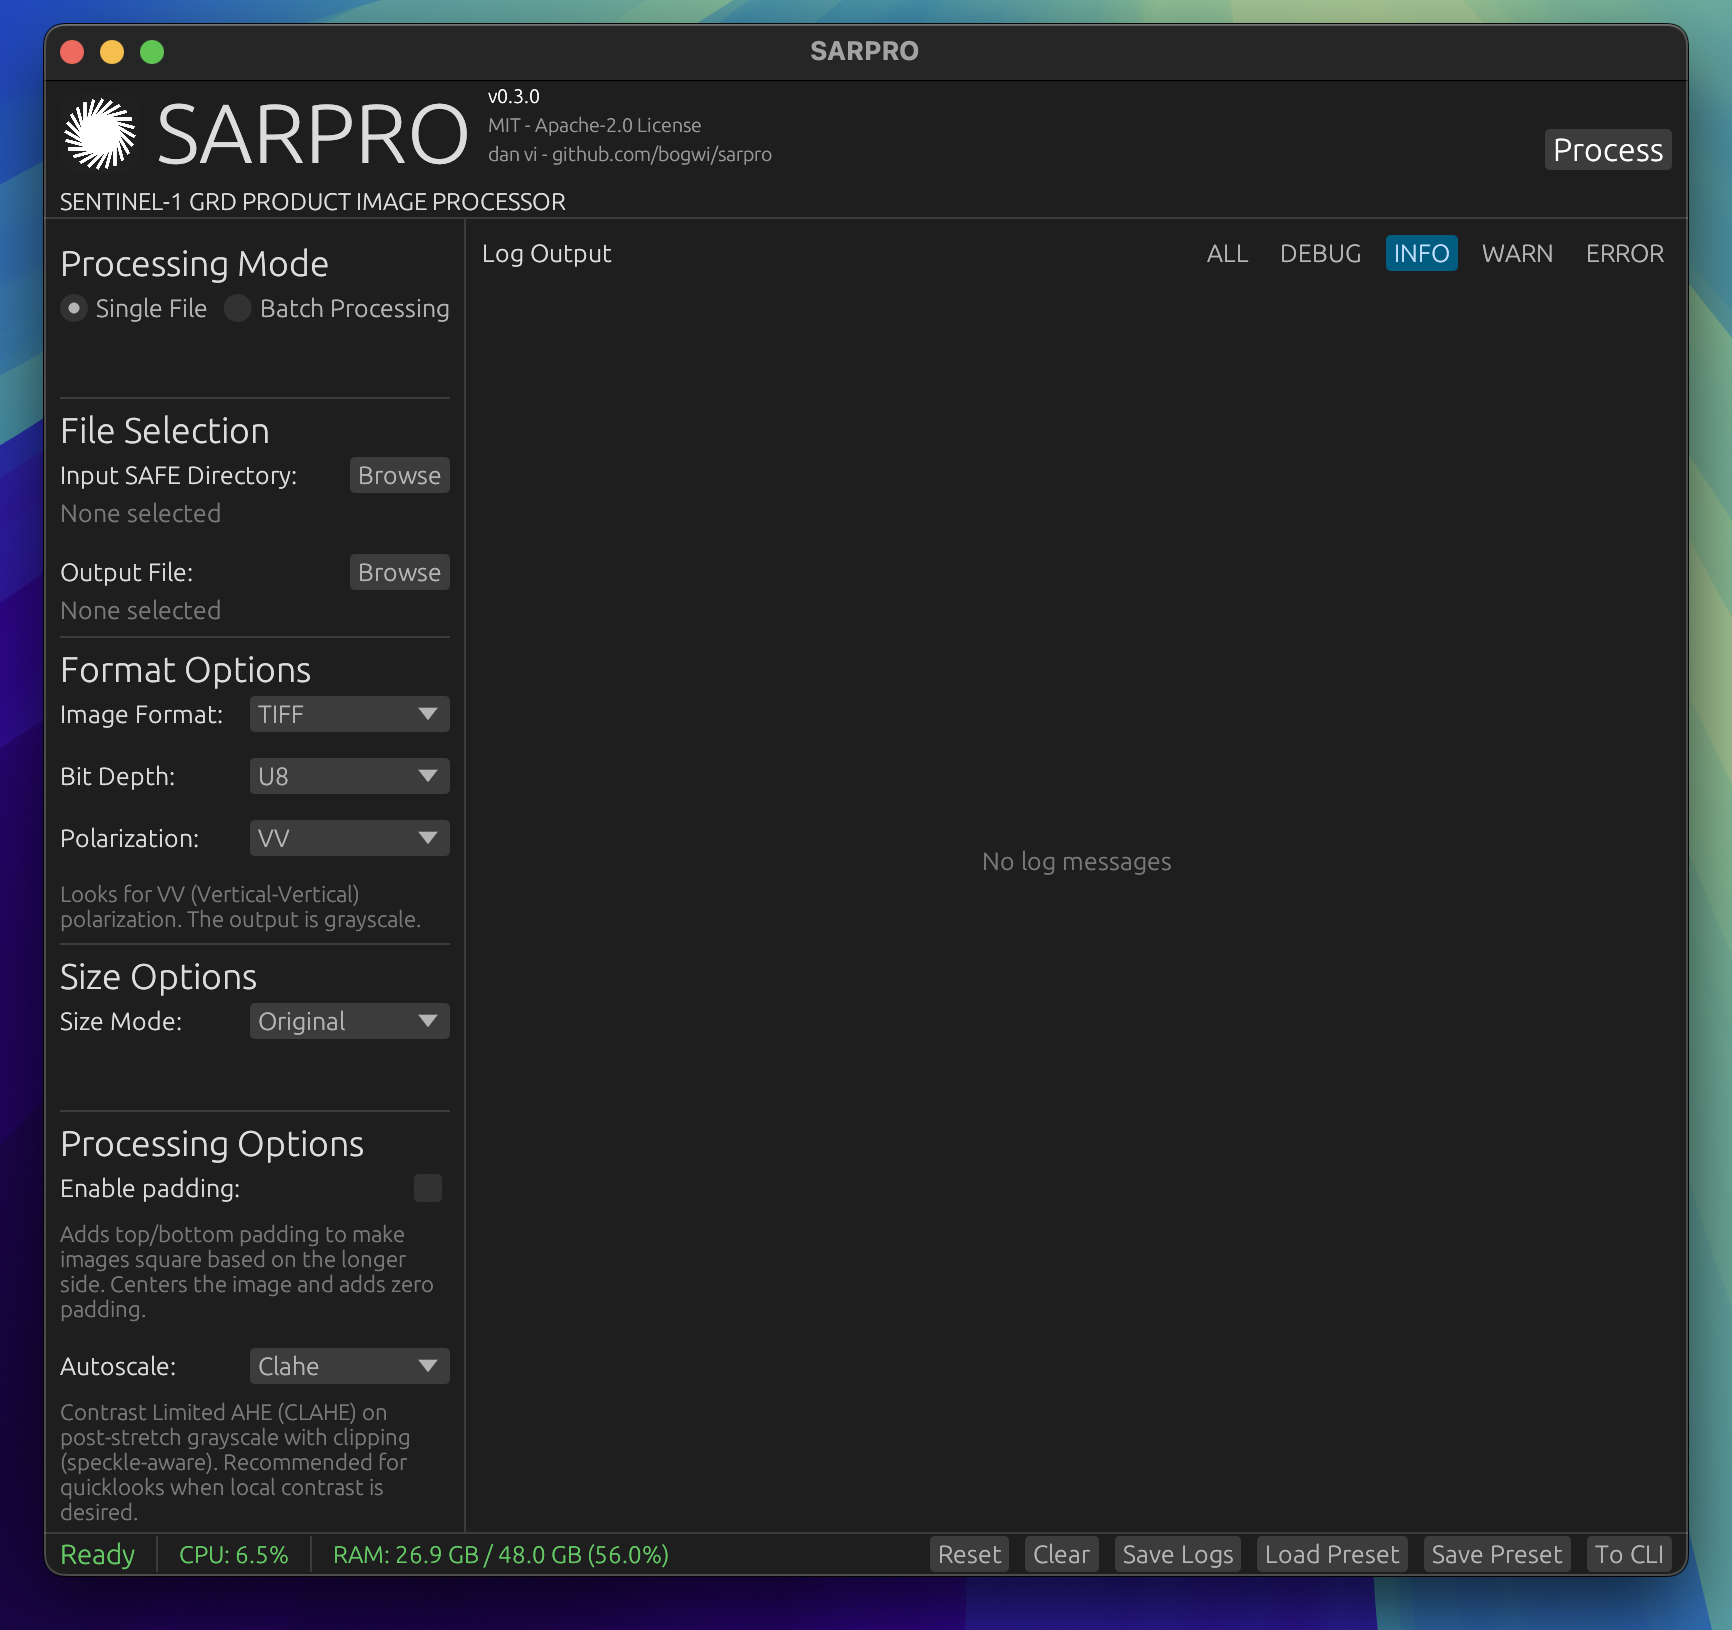 SARPRO
SARPRO
v0.3.0
MIT - Apache-2.0 License
dan vi - github.com/bogwi/sarpro
Process
SENTINEL-1 GRD PRODUCT IMAGE PROCESSOR
Processing Mode
Single File Batch Processing
File Selection
Input SAFE Directory: Browse
None selected
Output File: Browse
None selected
Format Options
Image Format: TIFF
Bit Depth: U8
Polarization: VV
Looks for VV (Vertical-Vertical)
polarization. The output is grayscale.
Size Options
Size Mode: Original
Processing Options
Enable padding:
Adds top/bottom padding to make
images square based on the longer
side. Centers the image and adds zero
padding.
Autoscale: Clahe
Contrast Limited AHE (CLAHE) on
post-stretch grayscale with clipping
(speckle-aware). Recommended for
quicklooks when local contrast is
desired.
Log Output ALL DEBUG INFO WARN ERROR
No log messages
Ready CPU: 6.5% RAM: 26.9 GB / 48.0 GB (56.0%) Reset Clear Save Logs Load Preset Save Preset To CLI